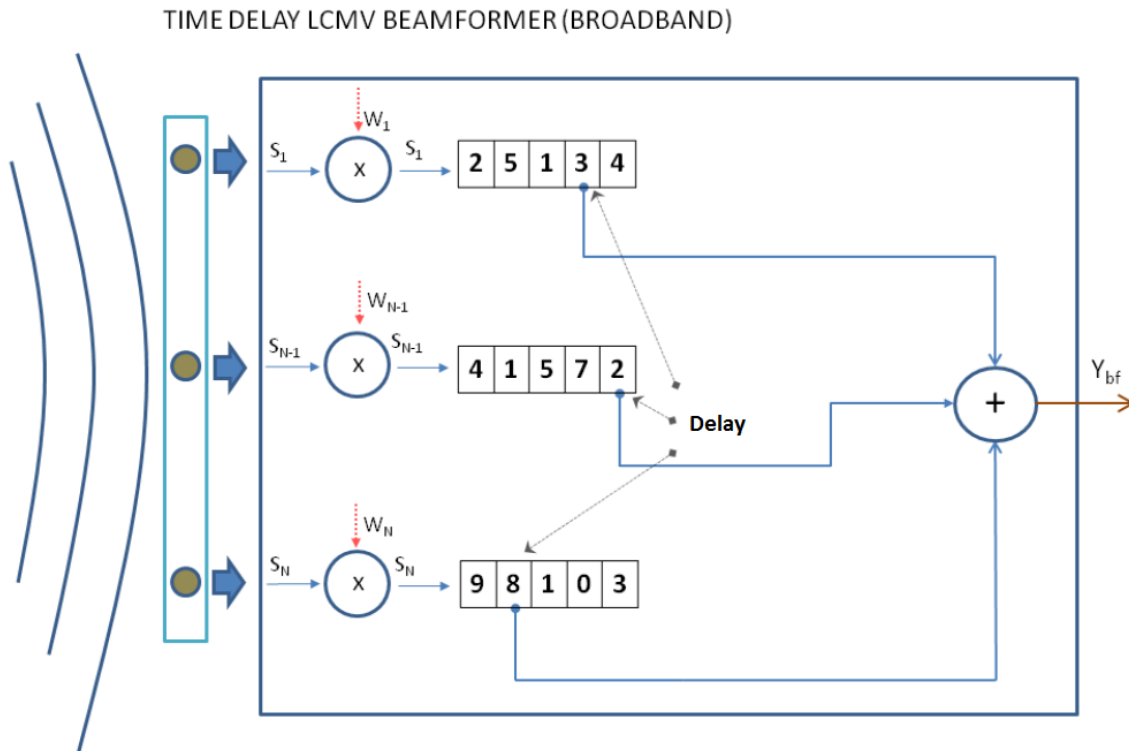 TIME DELAY LCMV BEAMFORMER (BROADBAND)
W1
S1 X S1 2 5 1 3 4
WN-1
SN-1 X SN-1 4 1 5 7 2
Delay
+ Ybf
WN
SN X SN 9 8 1 0 3